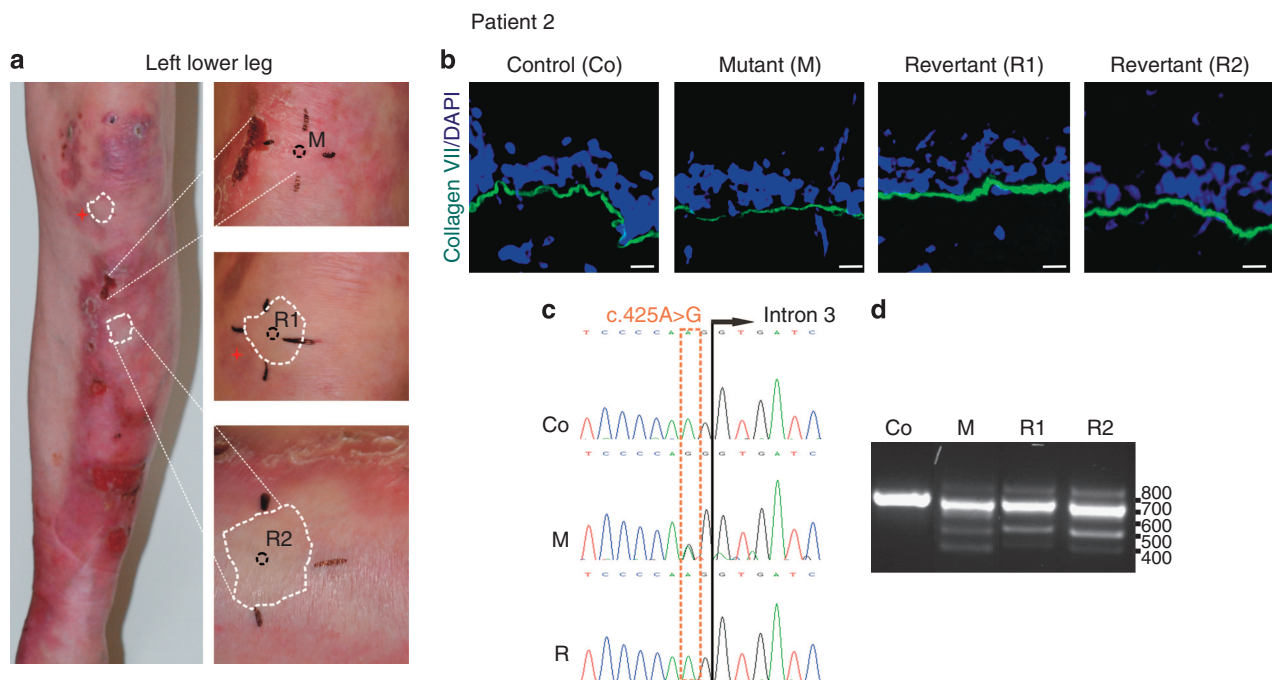 Patient 2
a
Left lower leg
M
R1
R2
b
Control (Co)
Mutant (M)
Revertant (R1)
Revertant (R2)
Collagen VII/DAPI
c
c.425A>G
Intron 3
T C C C C A A G G T G A T C
Co
T C C C C A G G G T G A T C
M
T C C C C A A G G T G A T C
R
d
Co M R1 R2
800
700
600
500
400